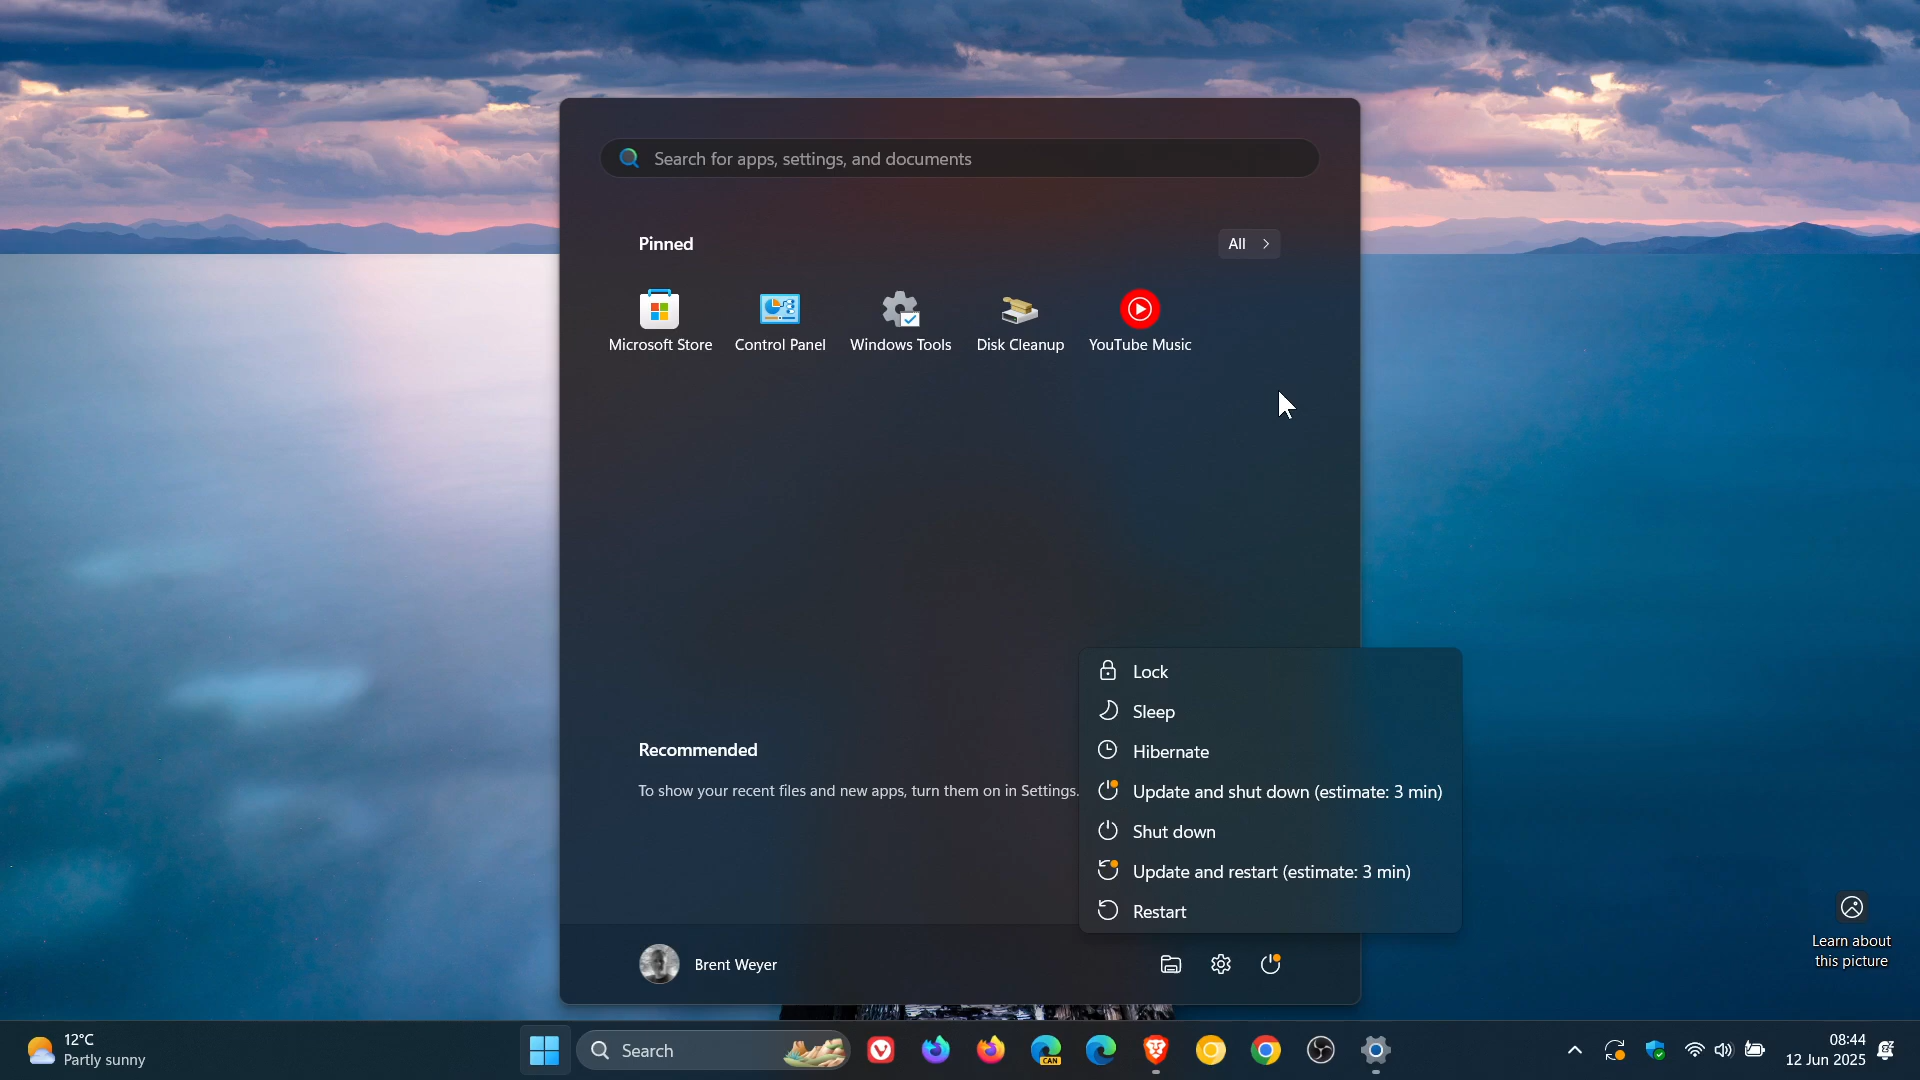 Search for apps, settings, and documents
Pinned
All
Microsoft Store
Control Panel
Windows Tools
Disk Cleanup
YouTube Music
Recommended
To show your recent files and new apps, turn them on in Settings.
Lock
Sleep
Hibernate
Update and shut down (estimate: 3 min)
Shut down
Update and restart (estimate: 3 min)
Restart
Brent Weyer
Learn about
this picture
12°C
Partly sunny
Search
CAN
08:44
12 Jun 2025